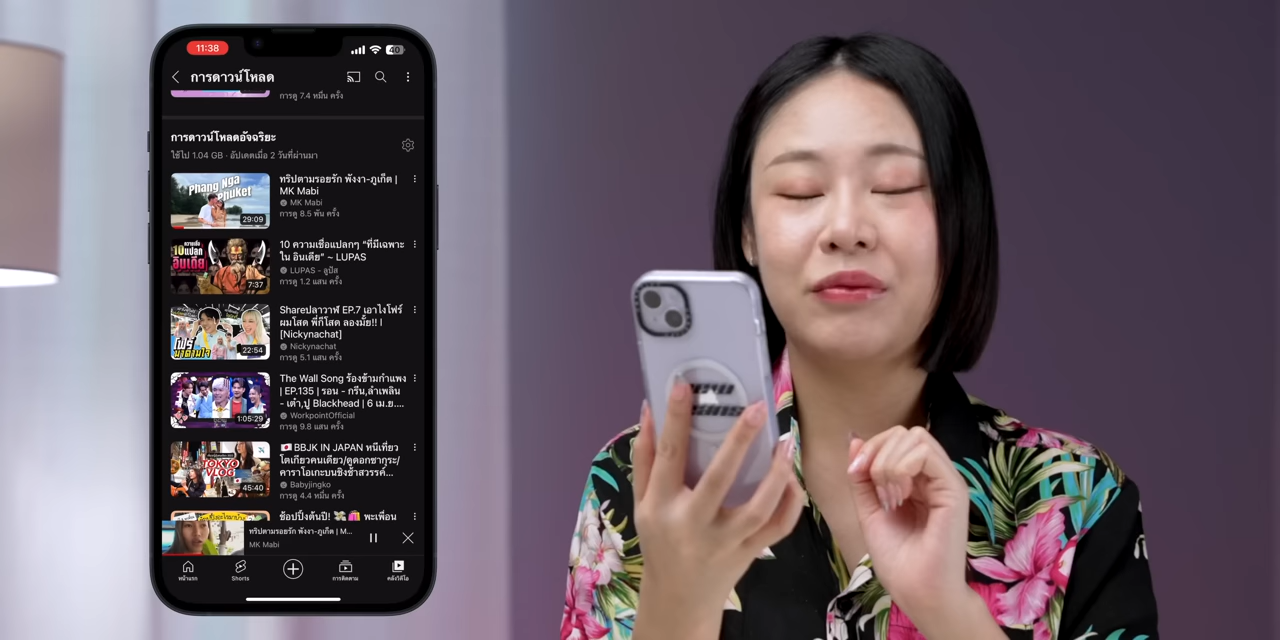 11:38
40
การดาวน์โหลด
การดู 7.4 หมื่น ครั้ง
การดาวน์โหลดอัจฉริยะ
ใช้ไป 1.04 GB · อัปเดตเมื่อ 2 วันที่ผ่านมา
Phang Nga
Phuket
29:09
ทริปตามรอยรัก พังงา-ภูเก็ต |
MK Mabi
MK Mabi
การดู 8.5 พัน ครั้ง
ความเชื่อ
10แปลก
อินเดีย
7:37
10 ความเชื่อแปลกๆ "ที่มีเฉพาะ
ใน อินเดีย" ~ LUPAS
LUPAS - ลูปัส
การดู 1.2 แสน ครั้ง
22:54
Shareปลาวาฬ EP.7 เอาไงโฟร์
ผมโสด พี่ก็โสด ลองมั้ย!! |
[Nickynachat]
Nickynachat
การดู 5.1 แสน ครั้ง
1:05:29
The Wall Song ร้องข้ามกำแพง
| EP.135 | รอน - กรีน,ลำเพลิน
- เต๋า,ปู Blackhead | 6 เม.ย....
WorkpointOfficial
การดู 9.8 แสน ครั้ง
TOKYO
VLOG
45:40
BBJK IN JAPAN หนีเที่ยว
โตเกียวคนเดียว/ดูดอกซากุระ/
คาราโอเกะบนชิงช้าสวรรค์...
Babyjingko
การดู 4.4 หมื่น ครั้ง
ช้อปปิ้งต้นปี! 💸🛍️ พะเพื่อน
ทริปตามรอยรัก พังงา-ภูเก็ต | M...
MK Mabi
หน้าแรก
Shorts
การติดตาม
คลังวิดีโอ